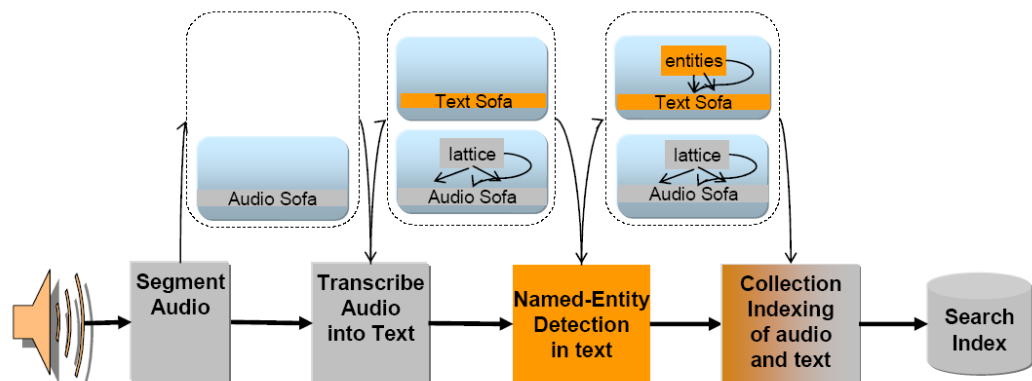 entities
Text Sofa
Text Sofa
lattice
lattice
Audio Sofa
Audio Sofa
Audio Sofa
Segment
Audio
Transcribe
Audio
into Text
Named-Entity
Detection
in text
Collection
Indexing
of audio
and text
Search
Index